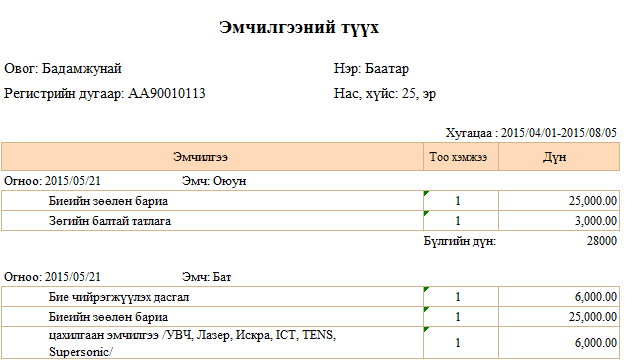 Эмчилгээний түүх
Овог: Бадамжунай Нэр: Баатар
Регистрийн дугаар: АА90010113 Нас, хүйс: 25, эр
Хугацаа : 2015/04/01-2015/08/05
Эмчилгээ Тоо хэмжээ Дүн
Огноо: 2015/05/21 Эмч: Оюун
Биеийн зөөлөн бариа 1 25,000.00
Зөгийн балтай татлага 1 3,000.00
Бүлгийн дүн: 28000
Огноо: 2015/05/21 Эмч: Бат
Бие чийрэгжүүлэх дасгал 1 6,000.00
Биеийн зөөлөн бариа 1 25,000.00
цахилгаан эмчилгээ /УВЧ, Лазер, Искра, ICT, TENS,
Supersonic/ 1 6,000.00